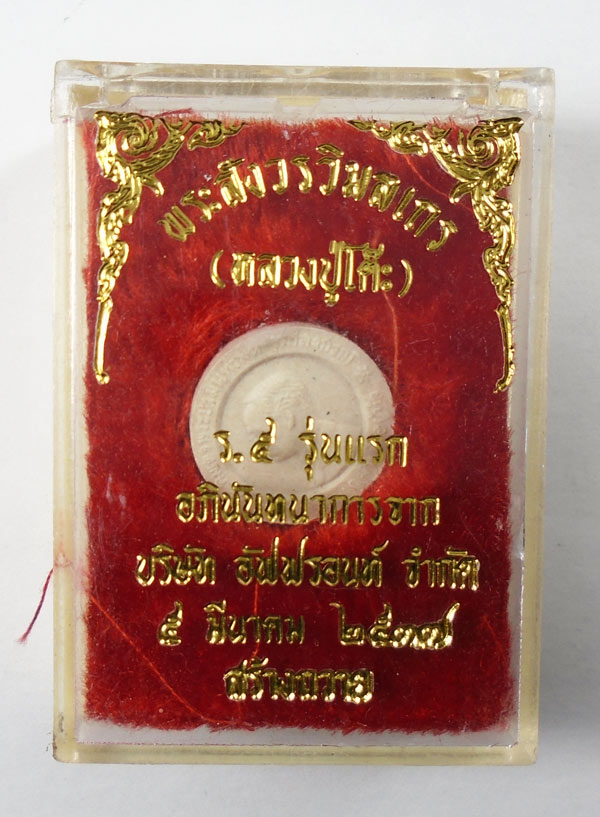 พระสังวรวิมลเถร
(หลวงปู่โต๊ะ)
ร.๕ รุ่นแรก
อภินันทนาการจาก
บริษัท อัฟฟรอนท์ จำกัด
๕ มีนาคม ๒๕๓๗
สร้างถวาย